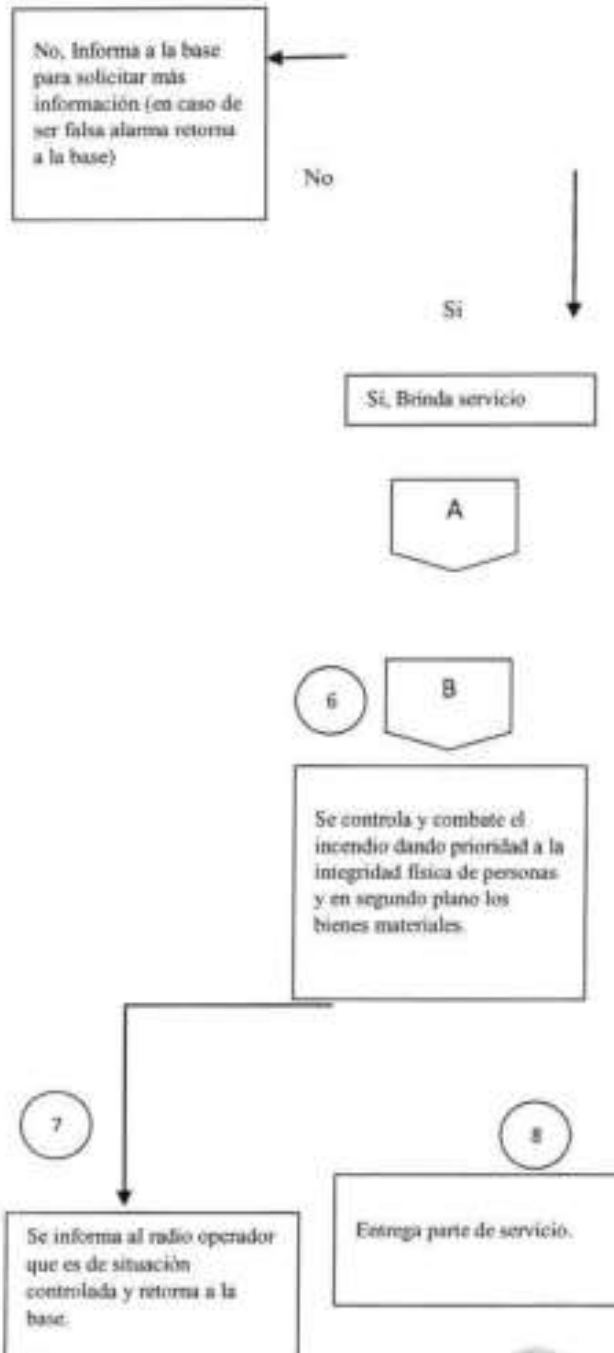 No, Informa a la base
para solicitar más
información (en caso de
ser falsa alarma retorna
a la base)
No
Si
Si, Brinda servicio
A
6
B
Se controla y combate el
incendio dando prioridad a la
integridad física de personas
y en segundo plano los
bienes materiales.
7
8
Se informa al radio operador
que es de situación
controlada y retorna a la
base.
Entrega parte de servicio.